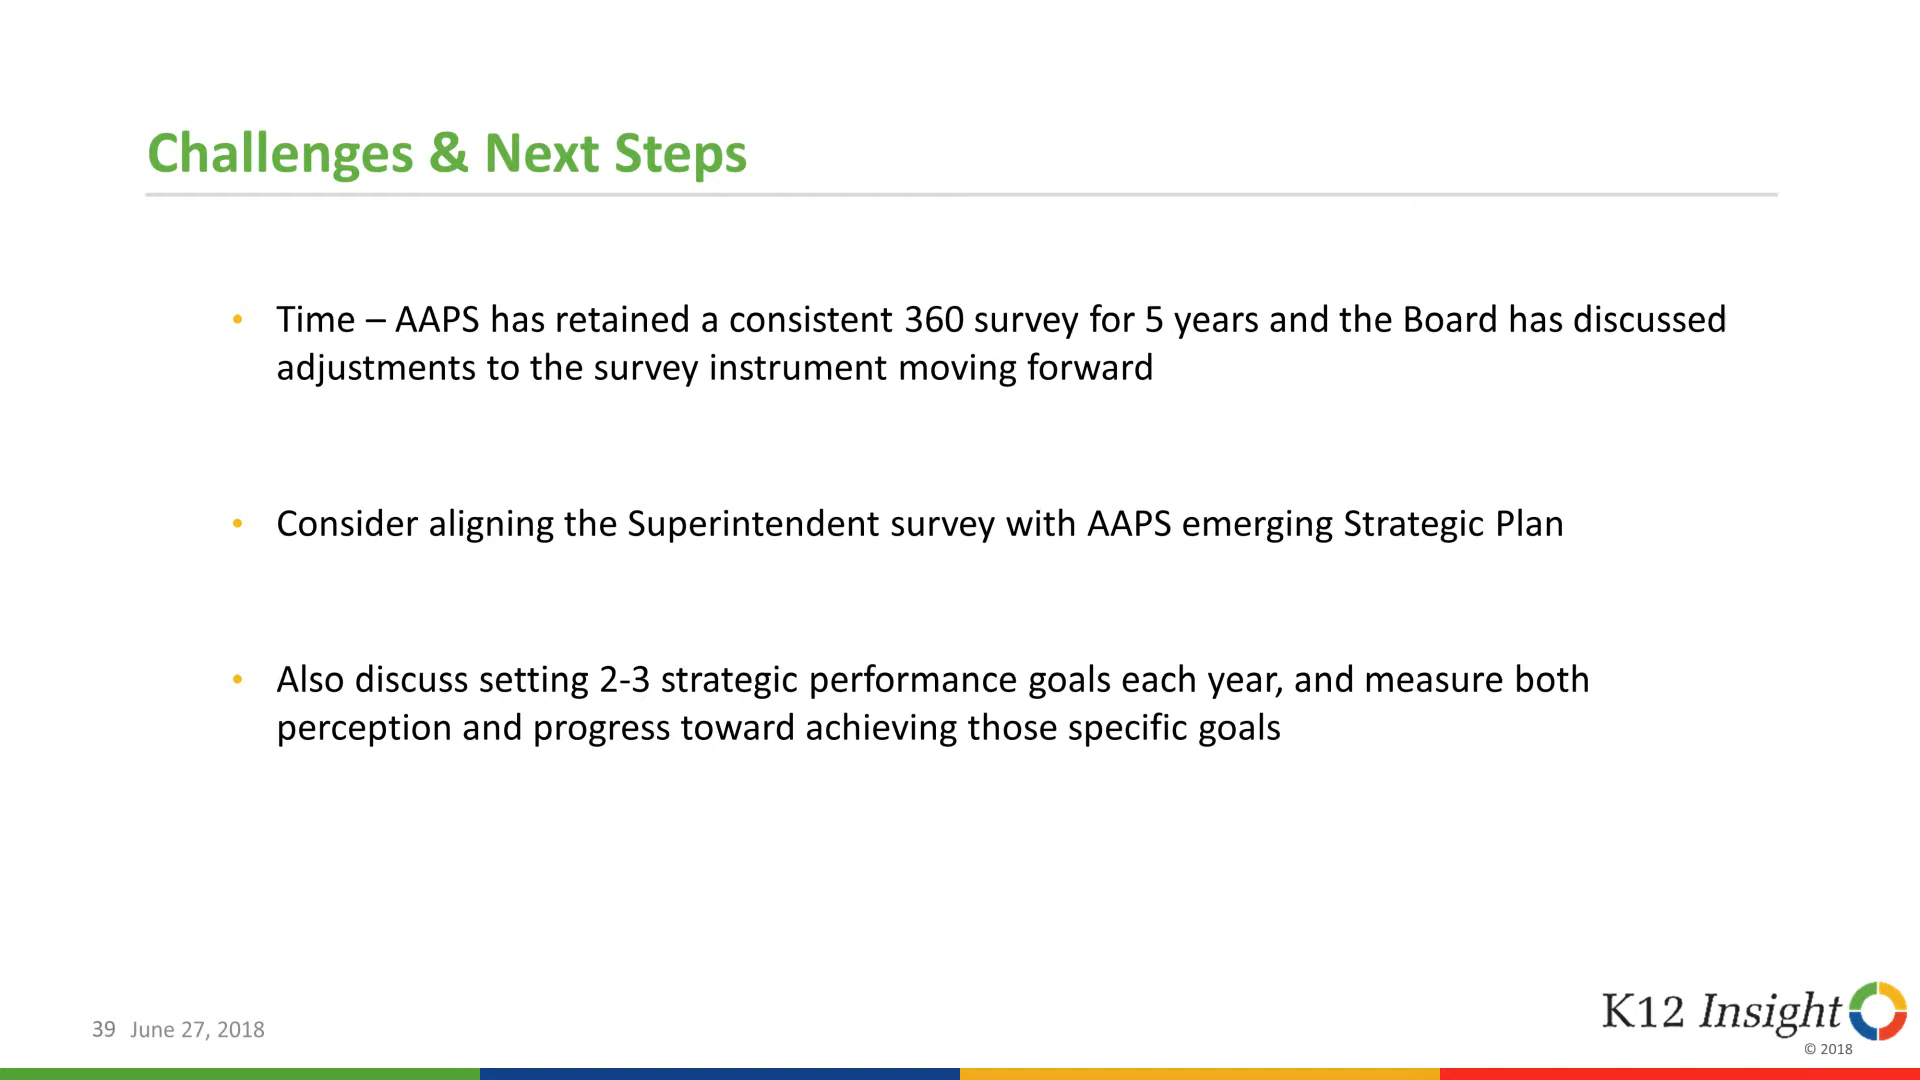 Challenges & Next Steps
• Time – AAPS has retained a consistent 360 survey for 5 years and the Board has discussed
adjustments to the survey instrument moving forward
• Consider aligning the Superintendent survey with AAPS emerging Strategic Plan
• Also discuss setting 2-3 strategic performance goals each year, and measure both
perception and progress toward achieving those specific goals
39 June 27, 2018
K12 Insight
© 2018